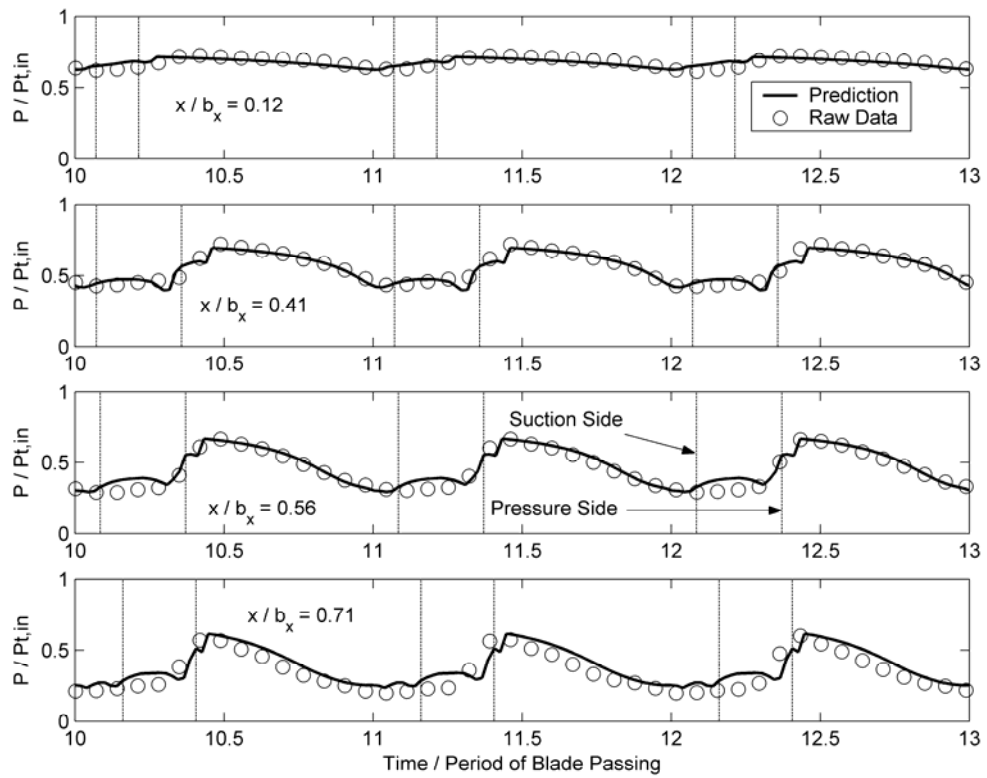 1
0.5
0
P / Pt,in
x / b_x = 0.12
Prediction
Raw Data
10 10.5 11 11.5 12 12.5 13
1
0.5
0
P / Pt,in
x / b_x = 0.41
10 10.5 11 11.5 12 12.5 13
1
0.5
0
P / Pt,in
x / b_x = 0.56
Suction Side
Pressure Side
10 10.5 11 11.5 12 12.5 13
1
0.5
0
P / Pt,in
x / b_x = 0.71
10 10.5 11 11.5 12 12.5 13
Time / Period of Blade Passing